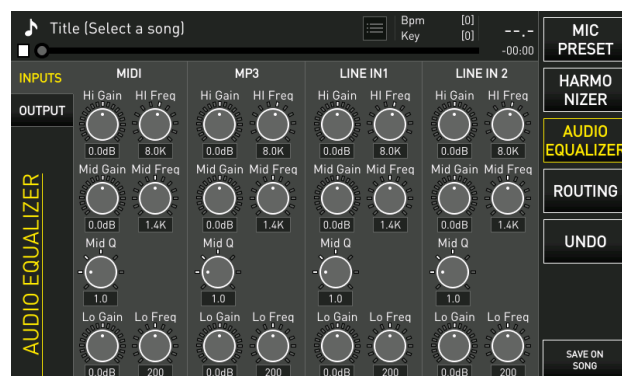 Title (Select a song)
Bpm [0]
Key [0]
--.-
-00:00
INPUTS
OUTPUT
AUDIO EQUALIZER
MIDI MP3 LINE IN1 LINE IN 2
Hi Gain HI Freq Hi Gain HI Freq Hi Gain HI Freq Hi Gain HI Freq
0.0dB 8.0K 0.0dB 8.0K 0.0dB 8.0K 0.0dB 8.0K
Mid Gain Mid Freq Mid Gain Mid Freq Mid Gain Mid Freq Mid Gain Mid Freq
0.0dB 1.4K 0.0dB 1.4K 0.0dB 1.4K 0.0dB 1.4K
Mid Q Mid Q Mid Q Mid Q
1.0 1.0 1.0 1.0
Lo Gain Lo Freq Lo Gain Lo Freq Lo Gain Lo Freq Lo Gain Lo Freq
0.0dB 200 0.0dB 200 0.0dB 200 0.0dB 200
MIC
PRESET
HARMO
NIZER
AUDIO
EQUALIZER
ROUTING
UNDO
SAVE ON
SONG